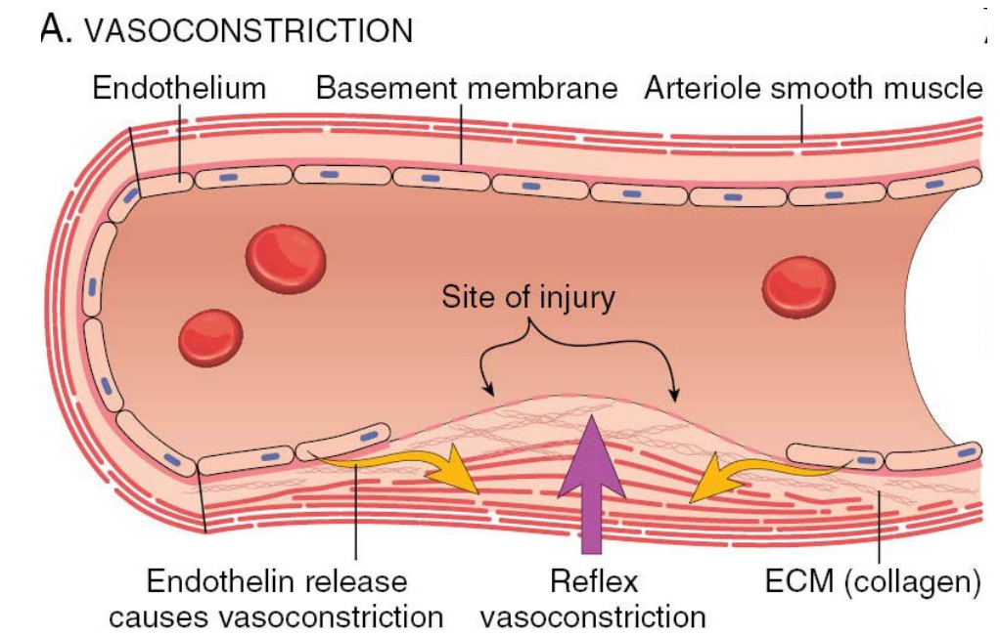 A. VASOCONSTRICTION
Endothelium
Basement membrane
Arteriole smooth muscle
Site of injury
Endothelin release
causes vasoconstriction
Reflex
vasoconstriction
ECM (collagen)